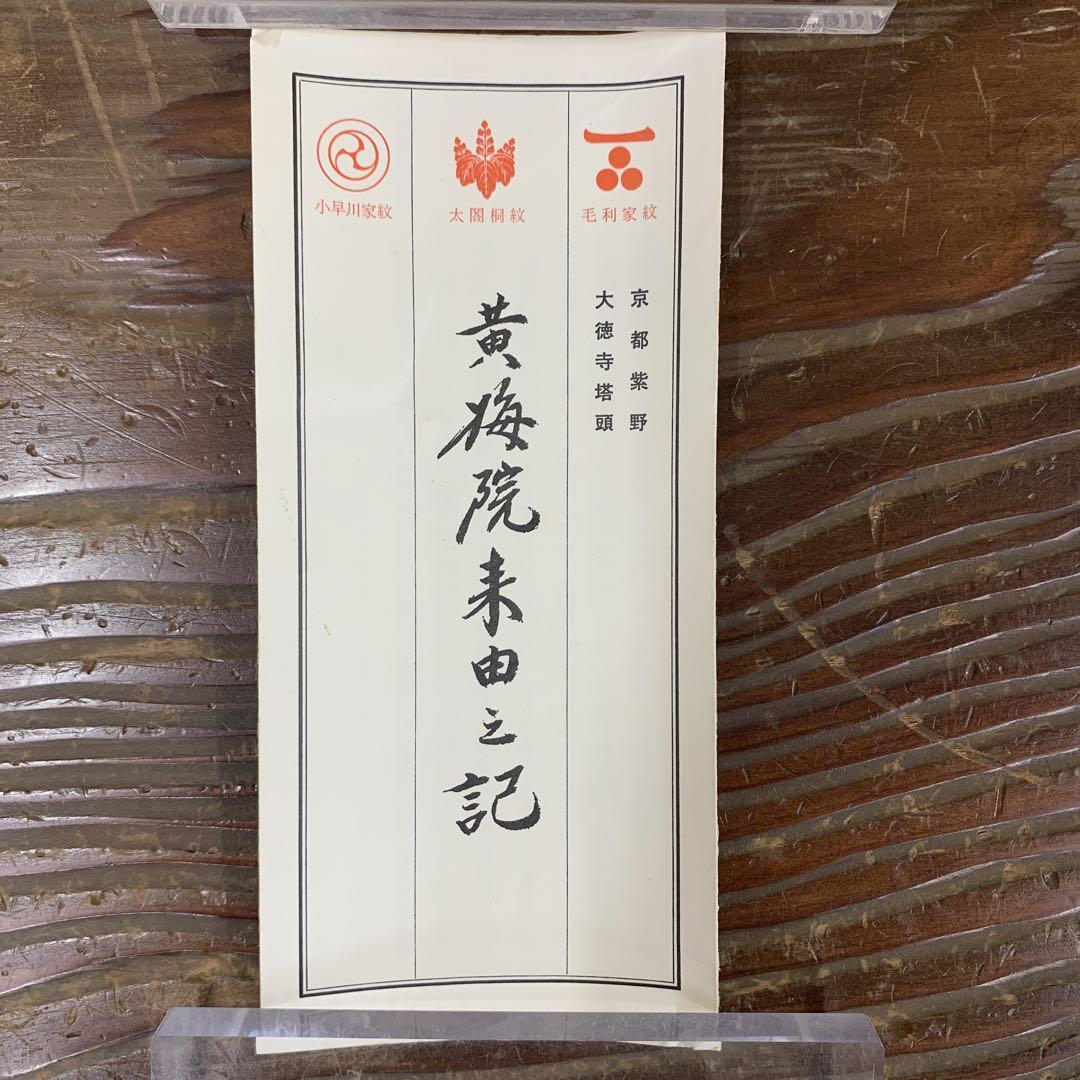 毛利家紋
京都紫野
大徳寺塔頭
太閤桐紋
黄梅院来由之記
小早川家紋